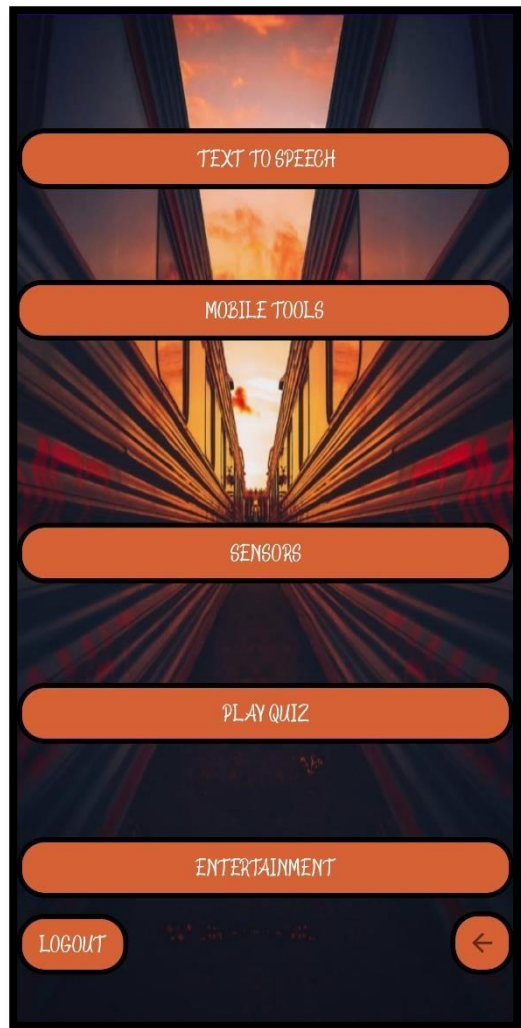 TEXT TO SPEECH
MOBILE TOOLS
SENSORS
PLAY QUIZ
ENTERTAINMENT
LOGOUT